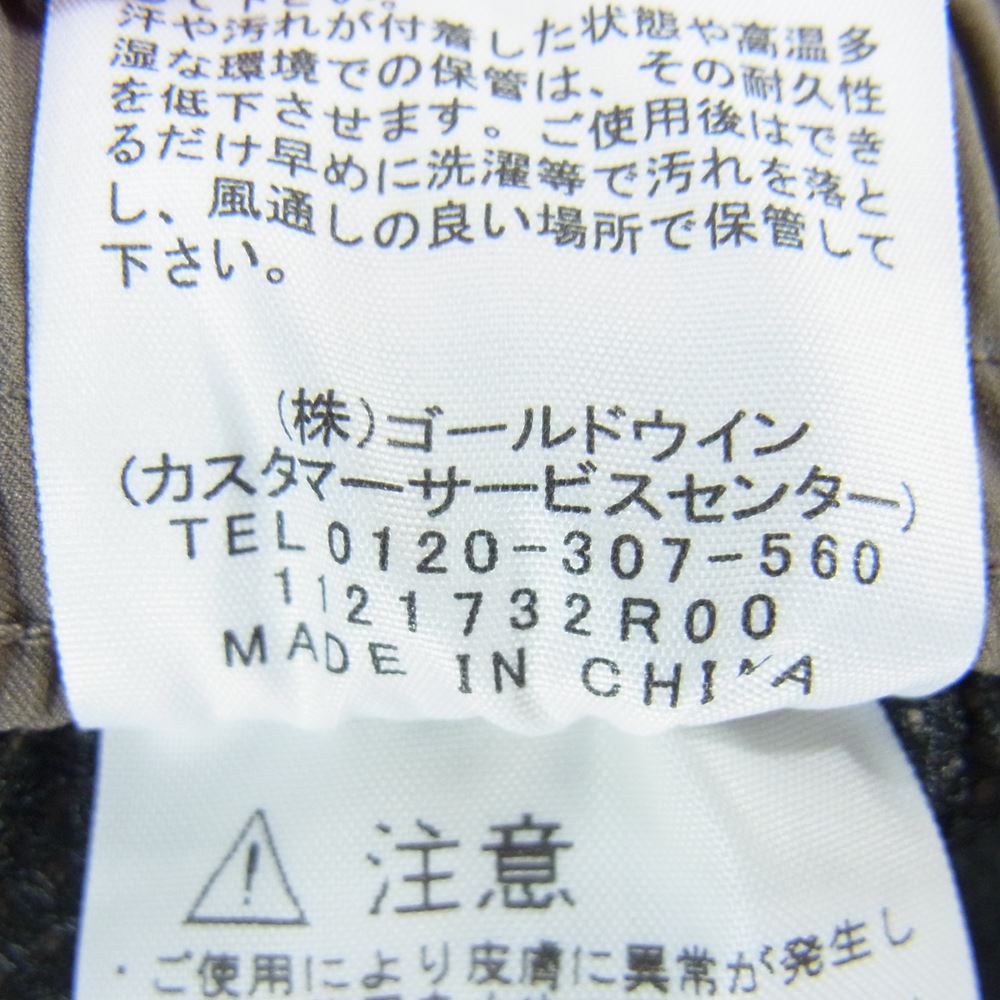 汗や汚れが付着した状態や高温多
湿な環境での保管は、その耐久性
を低下させます。ご使用後はでき
るだけ早めに洗濯等で汚れを落と
し、風通しの良い場所で保管して
下さい。
(株)ゴールドウイン
(カスタマーサービスセンター)
TEL0120-307-560
1121732R00
MADE IN CHINA
注意
・ご使用により皮膚に異常が発生し